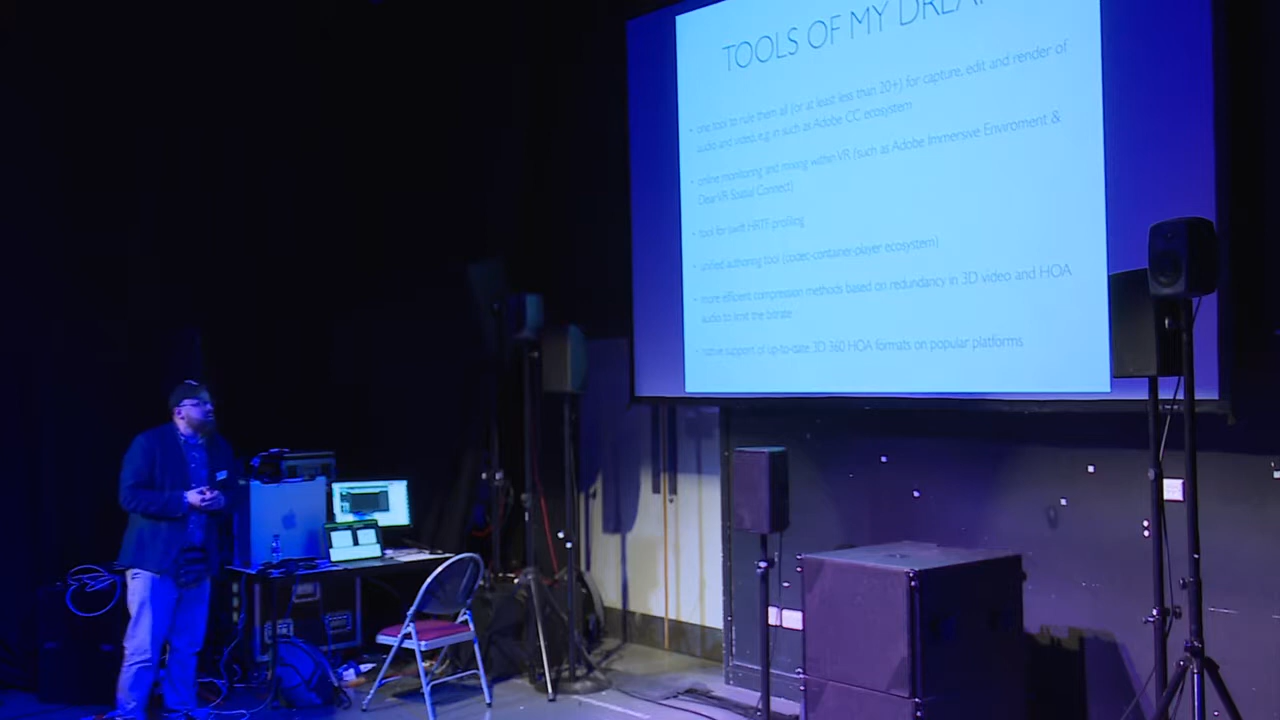 TOOLS OF MY DREA
• one tool to rule them all (or at least less than 20+) for capture, edit and render of
audio and video, e.g. in such as Adobe CC ecosystem
• online monitoring and mixing within VR (such as Adobe Immersive Enviroment &
DearVR Spatial Connect)
• tool for swift HRTF profiling
• unified authoring tool (codec-container-player ecosystem)
• more efficient compression methods based on redundancy in 3D video and HOA
audio to limit the bitrate
• native support of up-to-date 3D 360 HOA formats on popular platforms